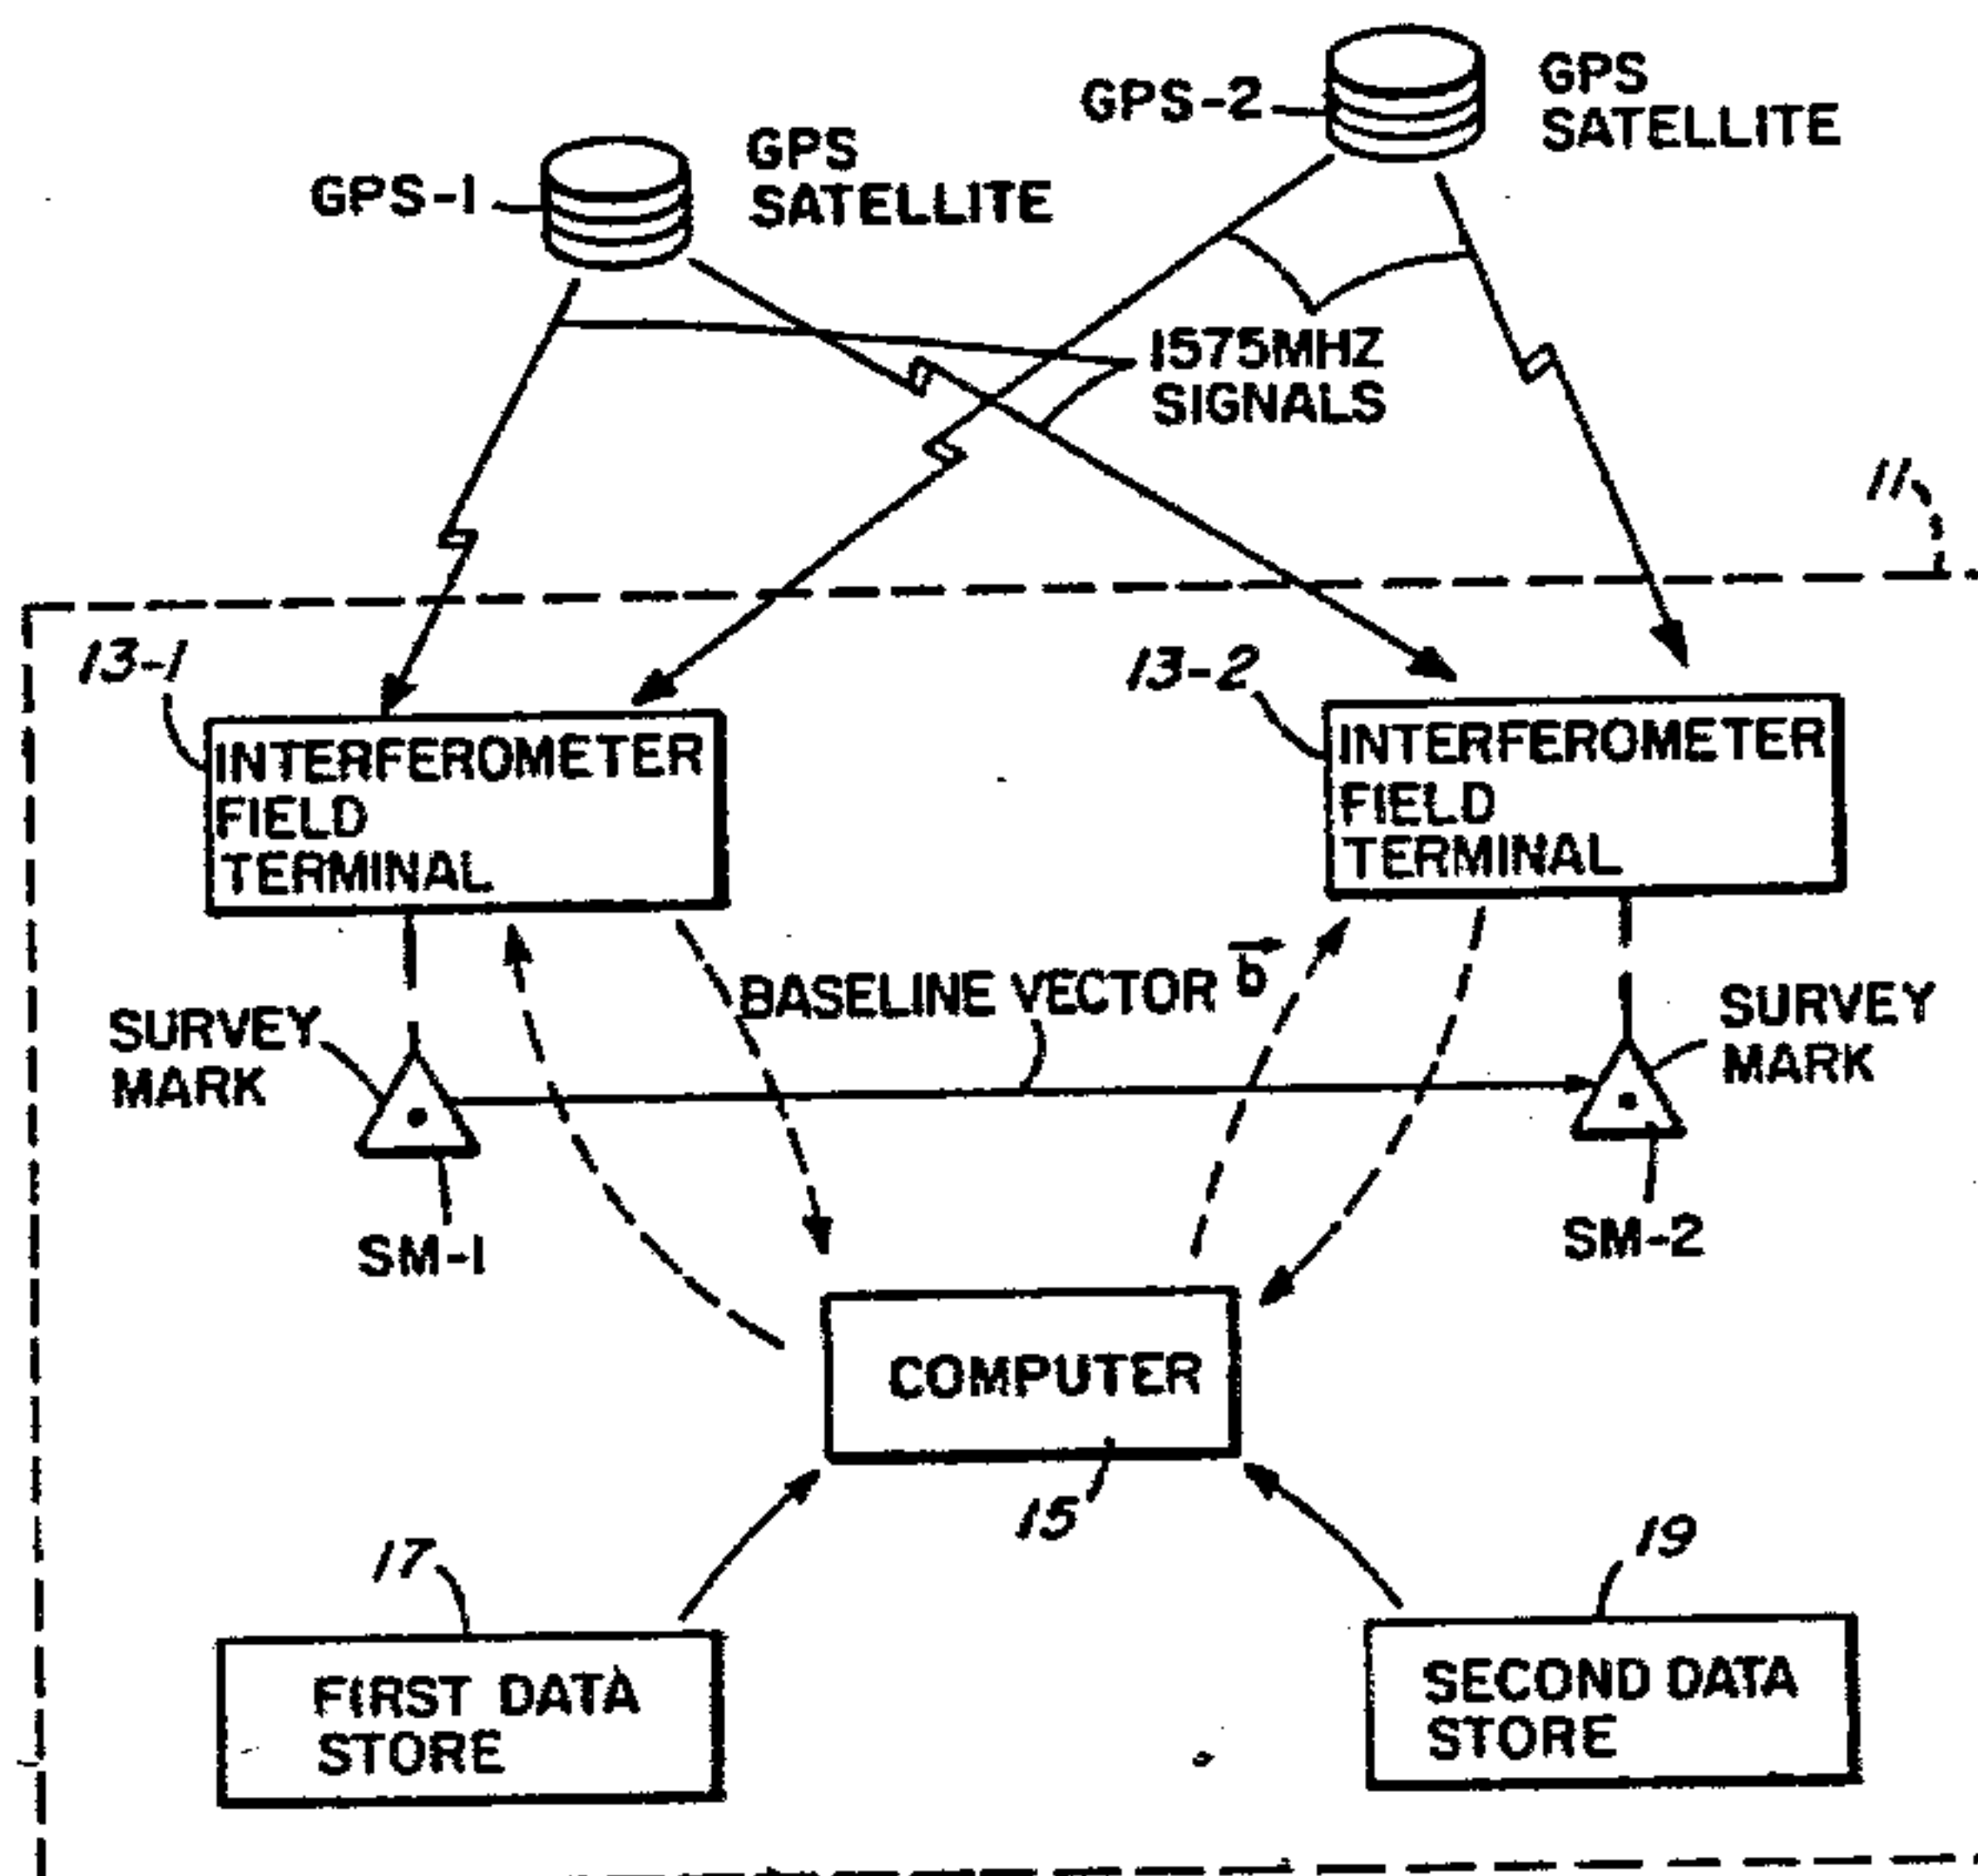 GPS-2
GPS
SATELLITE
GPS-1
GPS
SATELLITE
1575MHZ
SIGNALS
11
13-1
13-2
INTERFEROMETER
FIELD
TERMINAL
INTERFEROMETER
FIELD
TERMINAL
BASELINE VECTOR b
SURVEY
MARK
SURVEY
MARK
SM-1
SM-2
COMPUTER
15
17
19
FIRST DATA
STORE
SECOND DATA
STORE